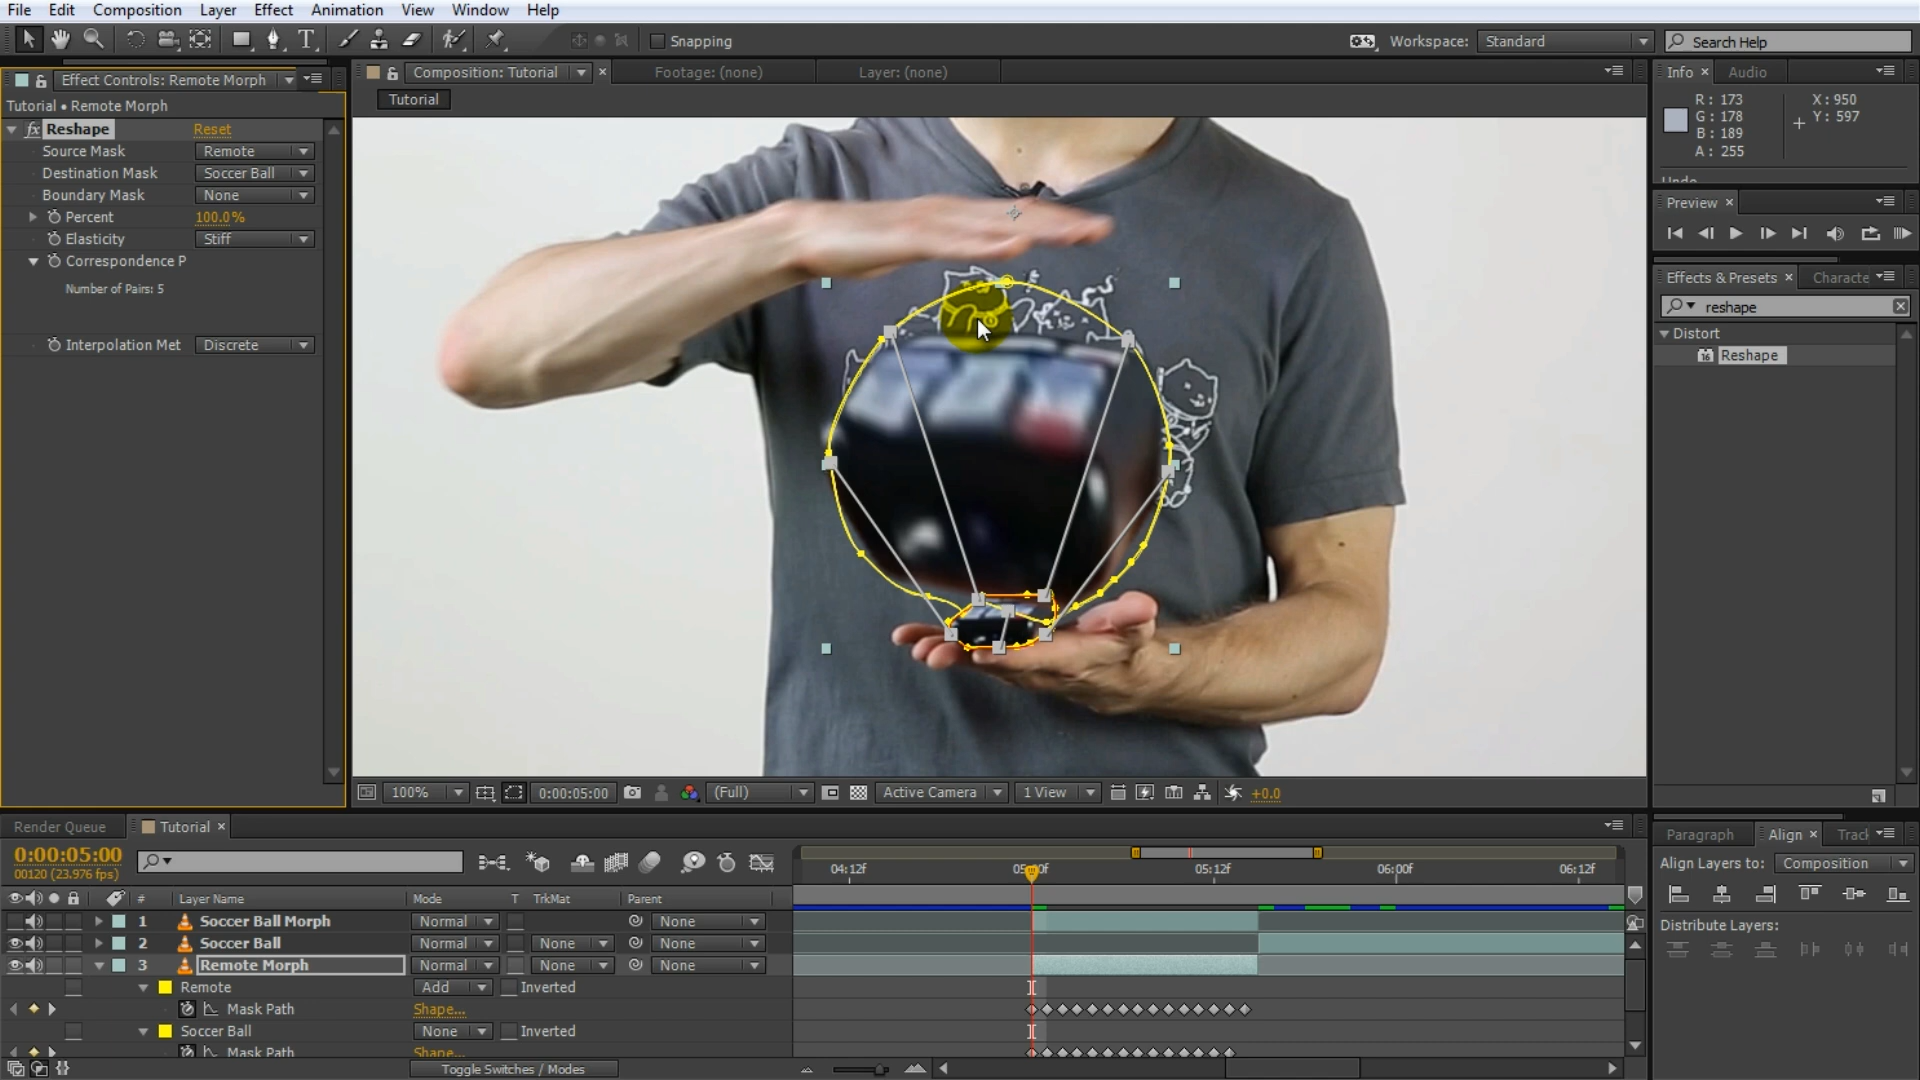 File Edit Composition Layer Effect Animation View Window Help
Snapping
Workspace: Standard
Search Help
Effect Controls: Remote Morph
Composition: Tutorial
Footage: (none)
Layer: (none)
Info
Audio
Tutorial • Remote Morph
Tutorial
R: 173
G: 178
B: 189
A: 255
X: 950
Y: 597
fx Reshape Reset
Source Mask Remote
Destination Mask Soccer Ball
Boundary Mask None
Percent 100.0%
Elasticity Stiff
Correspondence P
Number of Pairs: 5
Interpolation Met Discrete
Undo
Preview
Effects & Presets
Characte
reshape
Distort
Reshape
100%
0:00:05:00
(Full)
Active Camera
1 View
+0.0
Render Queue
Tutorial
Paragraph
Align
Track
0:00:05:00
00120 (23.976 fps)
04:12f
05:00f
05:12f
06:00f
06:12f
Align Layers to: Composition
# Layer Name Mode T TrkMat Parent
Distribute Layers:
1 Soccer Ball Morph Normal None
2 Soccer Ball Normal None None
3 Remote Morph Normal None None
Remote Add Inverted
Mask Path Shape...
Soccer Ball None Inverted
Mask Path Shape...
Toggle Switches / Modes